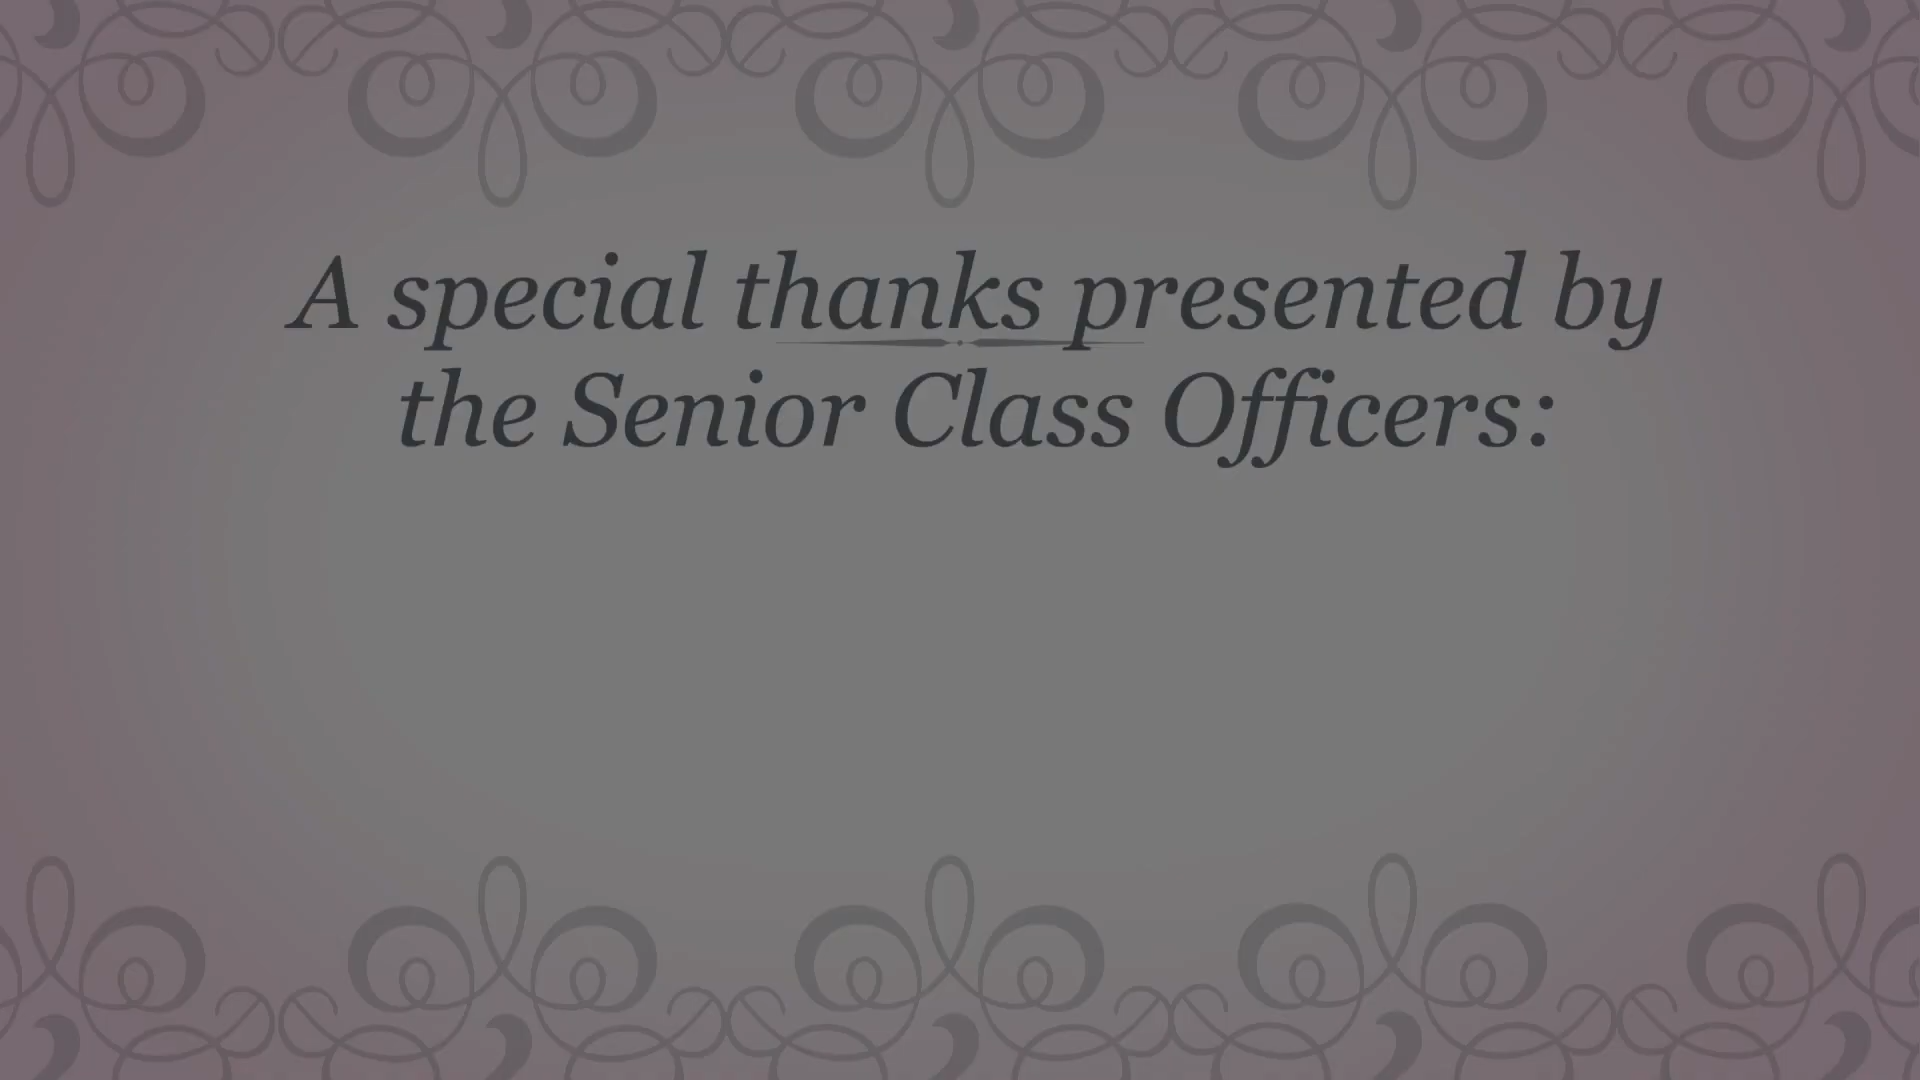 A special thanks presented by
the Senior Class Officers: